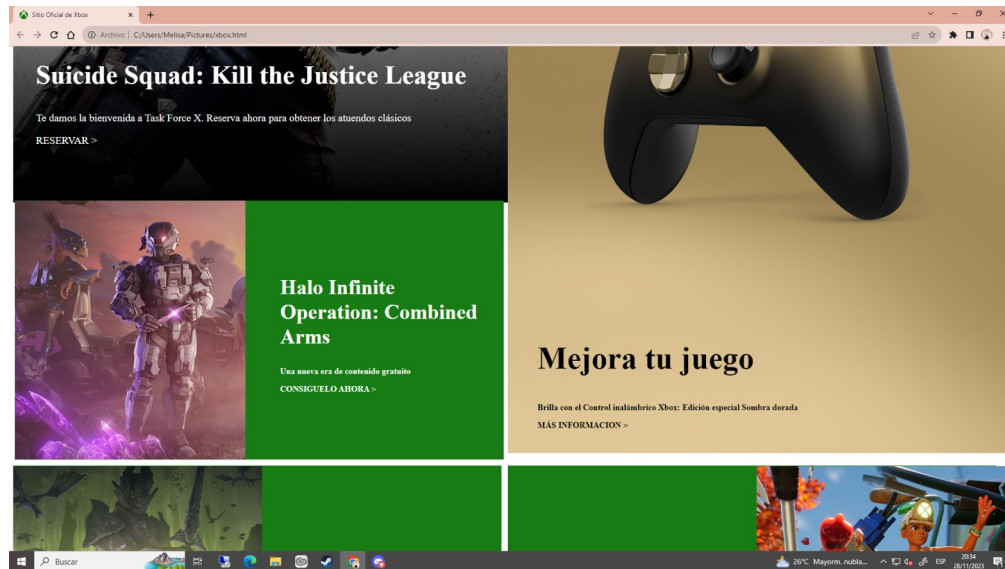 Sitio Oficial de Xbox
Archivo
C:/Users/Melisa/Pictures/xbox.html
Suicide Squad: Kill the Justice League
Te damos la bienvenida a Task Force X. Reserva ahora para obtener los atuendos clásicos
RESERVAR >
Halo Infinite
Operation: Combined
Arms
Una nueva era de contenido gratuito
CONSIGUELO AHORA >
Mejora tu juego
Brilla con el Control inalámbrico Xbox: Edición especial Sombra dorada
MÁS INFORMACION >
Buscar
26°C Mayorm. nubla...
ESP
20:34
28/11/2023